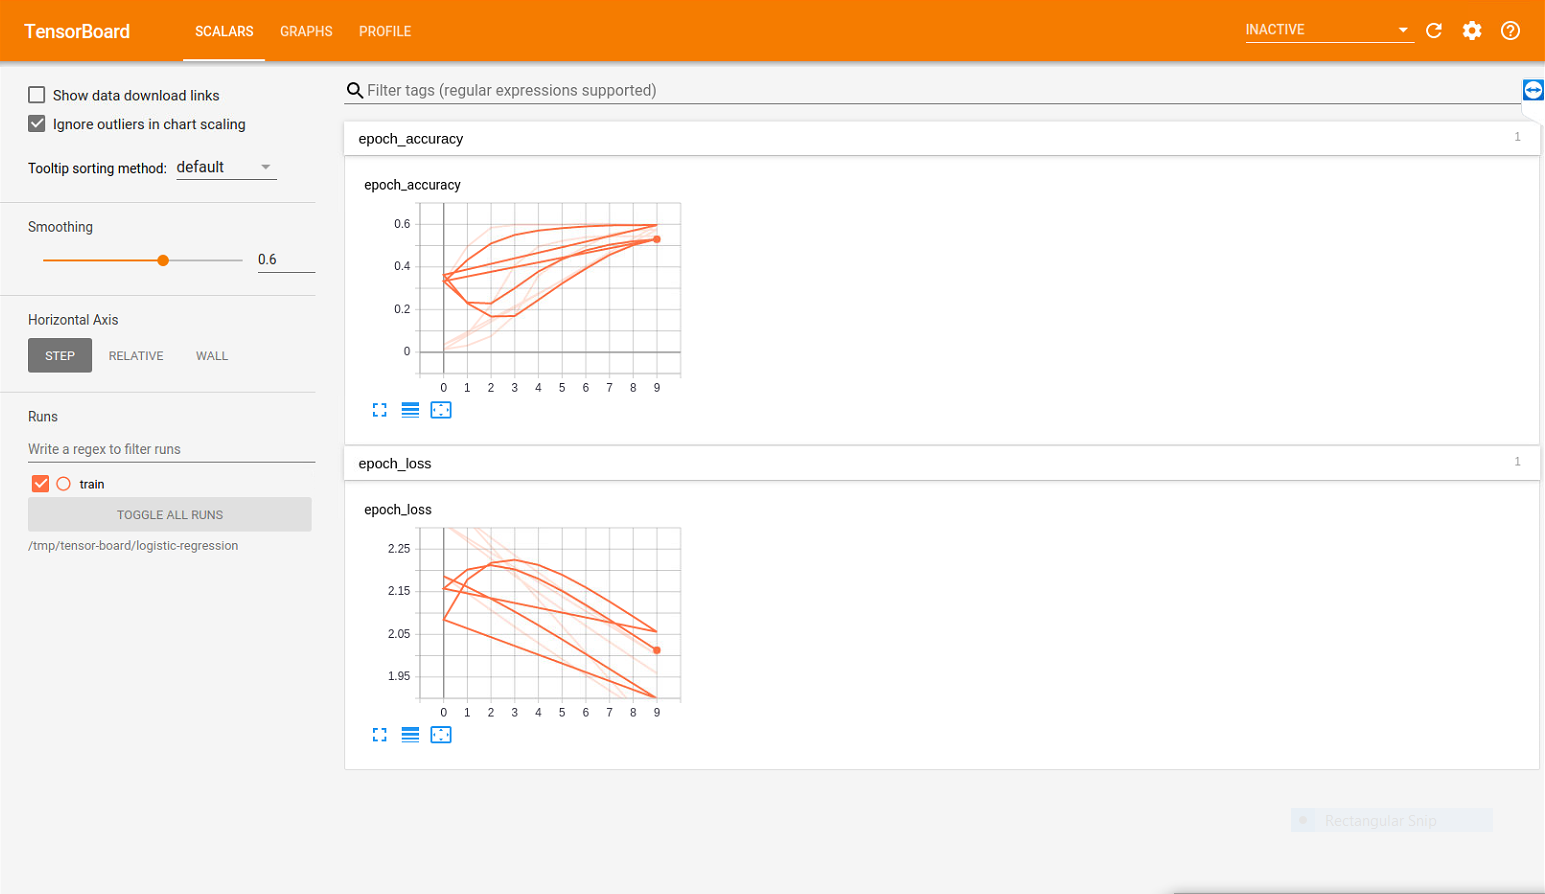 TensorBoard SCALARS GRAPHS PROFILE INACTIVE
Show data download links
Ignore outliers in chart scaling
Tooltip sorting method: default
Smoothing
0.6
Horizontal Axis
STEP RELATIVE WALL
Runs
Write a regex to filter runs
train
TOGGLE ALL RUNS
/tmp/tensor-board/logistic-regression
Filter tags (regular expressions supported)
epoch_accuracy 1
epoch_accuracy
0.6
0.4
0.2
0
0 1 2 3 4 5 6 7 8 9
epoch_loss 1
epoch_loss
2.25
2.15
2.05
1.95
0 1 2 3 4 5 6 7 8 9
Rectangular Snip